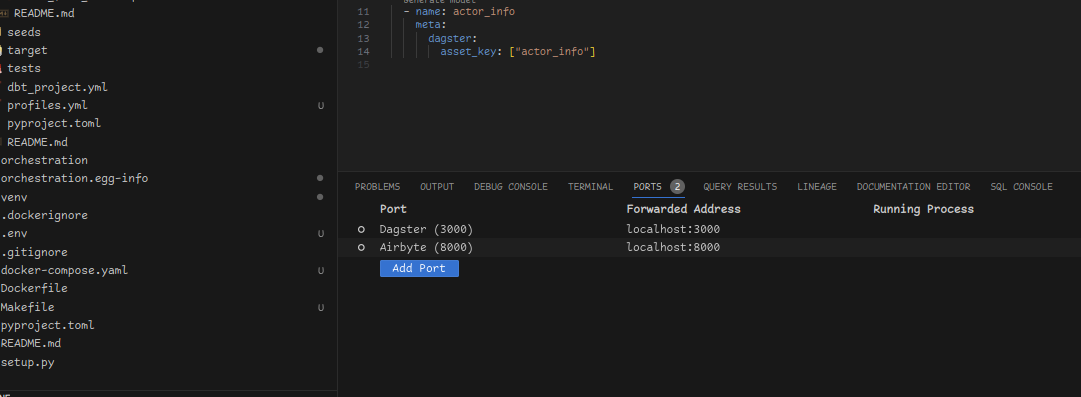 README.md
seeds
target
tests
dbt_project.yml
profiles.yml U
pyproject.toml
README.md
orchestration
orchestration.egg-info
venv
.dockerignore
.env U
.gitignore
docker-compose.yaml U
Dockerfile
Makefile U
pyproject.toml
README.md
setup.py
Generate model
11 - name: actor_info
12 meta:
13 dagster:
14 asset_key: ["actor_info"]
15
PROBLEMS OUTPUT DEBUG CONSOLE TERMINAL PORTS 2 QUERY RESULTS LINEAGE DOCUMENTATION EDITOR SQL CONSOLE
Port Forwarded Address Running Process
Dagster (3000) localhost:3000
Airbyte (8000) localhost:8000
Add Port